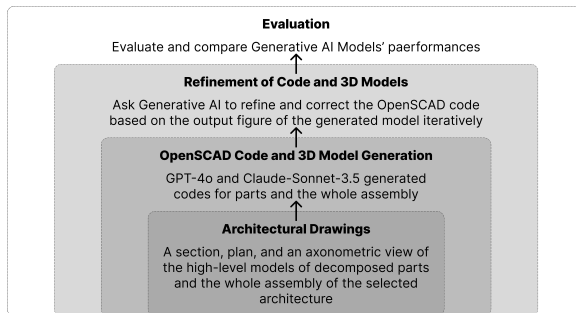 Evaluation
Evaluate and compare Generative AI Models’ paerformances
Refinement of Code and 3D Models
Ask Generative AI to refine and correct the OpenSCAD code
based on the output figure of the generated model iteratively
OpenSCAD Code and 3D Model Generation
GPT-4o and Claude-Sonnet-3.5 generated
codes for parts and the whole assembly
Architectural Drawings
A section, plan, and an axonometric view of
the high-level models of decomposed parts
and the whole assembly of the selected
architecture